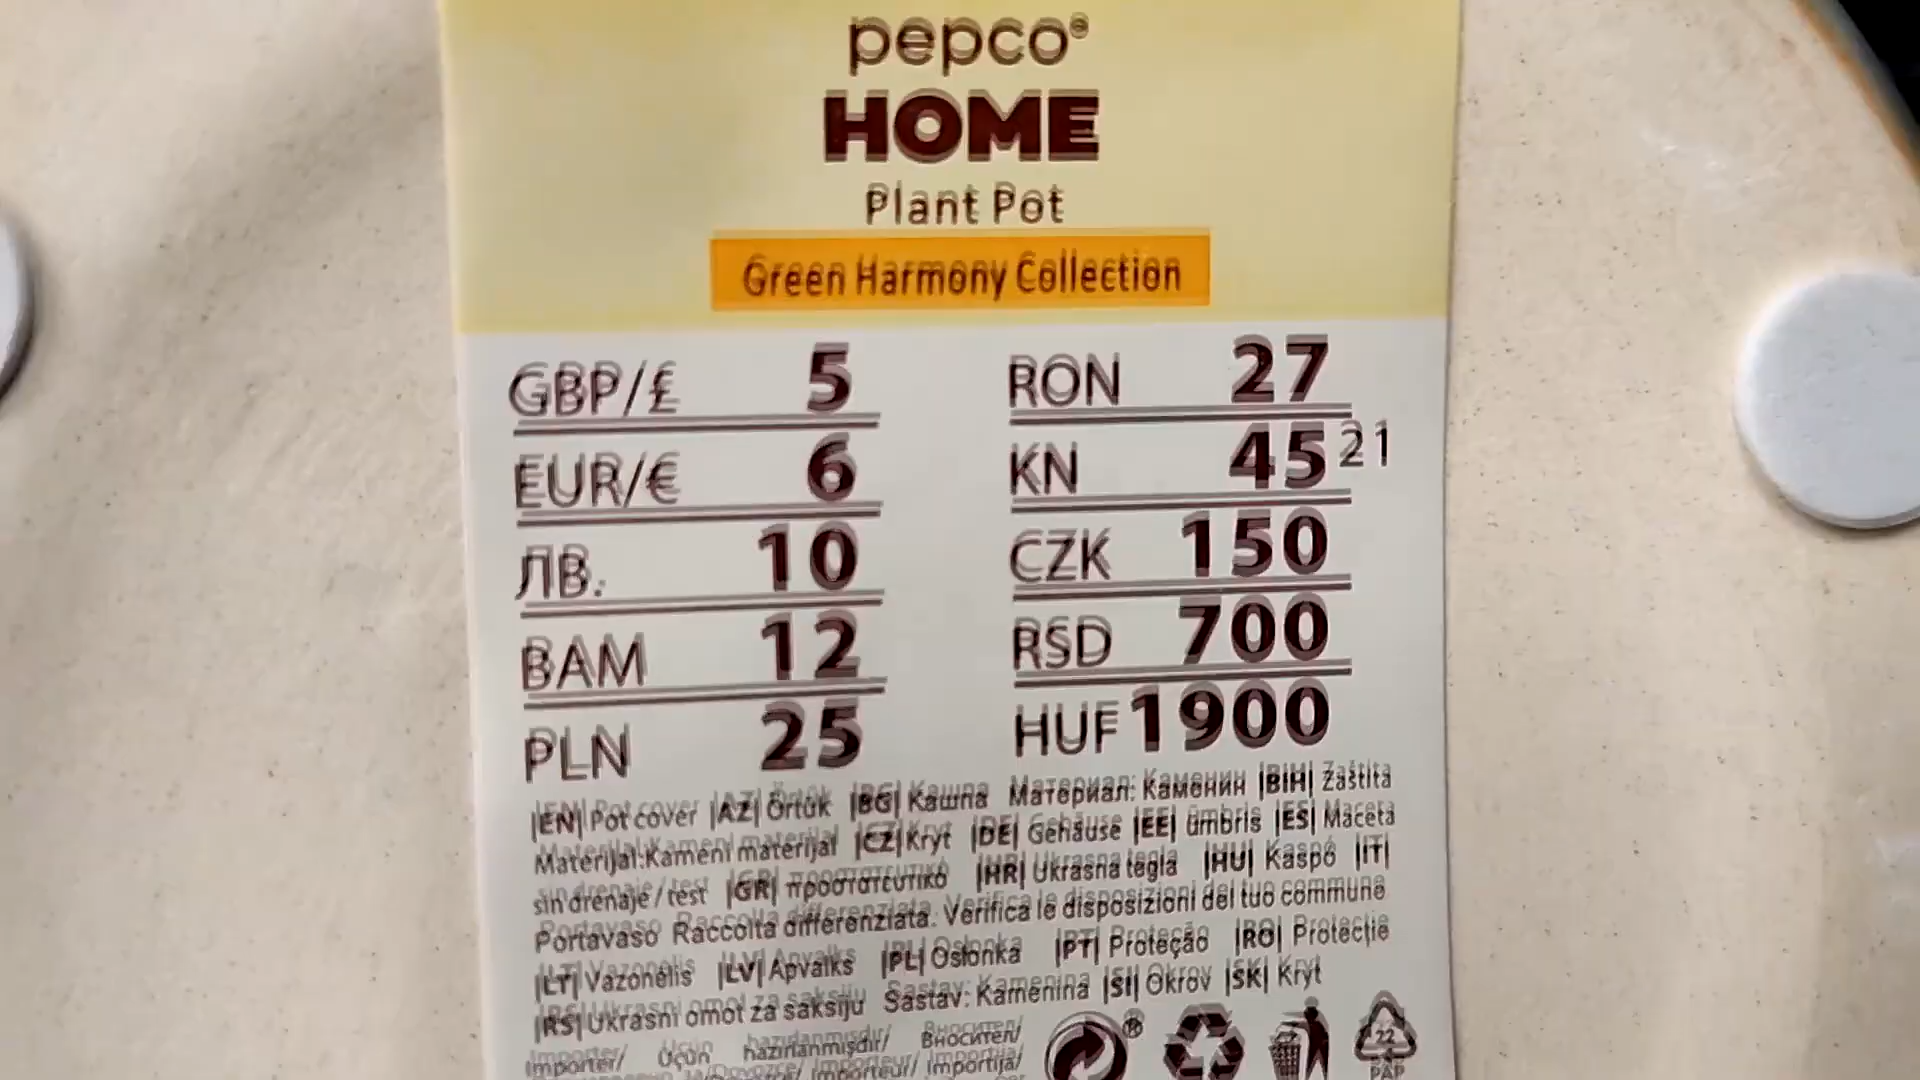 pepco®
HOME
Plant Pot
Green Harmony Collection
GBP/£ 5 RON 27
EUR/€ 6 KN 45 21
ЛВ. 10 CZK 150
BAM 12 RSD 700
PLN 25 HUF 1900
|EN| Pot cover |AZ| Örtük |BG| Кашпа Материал: Каменин |BIH| Zaštita
Materijal:Kameni materijal |CZ| Kryt |DE| Gehäuse |EE| ümbris |ES| Maceta
sin drenaje / test |GR| προστατευτικό |HR| Ukrasna tegla |HU| Kaspó |IT|
Portavaso Raccolta differenziata. Verifica le disposizioni del tuo commune
|LT| Vazonėlis |LV| Apvalks |PL| Osłonka |PT| Proteção |RO| Protecție
|RS| Ukrasni omot za saksiju Sastav: Kamenina |SI| Okrov |SK| Kryt
Importer/ Üçün hazırlanmışdır/ Вносител/
Importeur/ Importija/
22
PAP